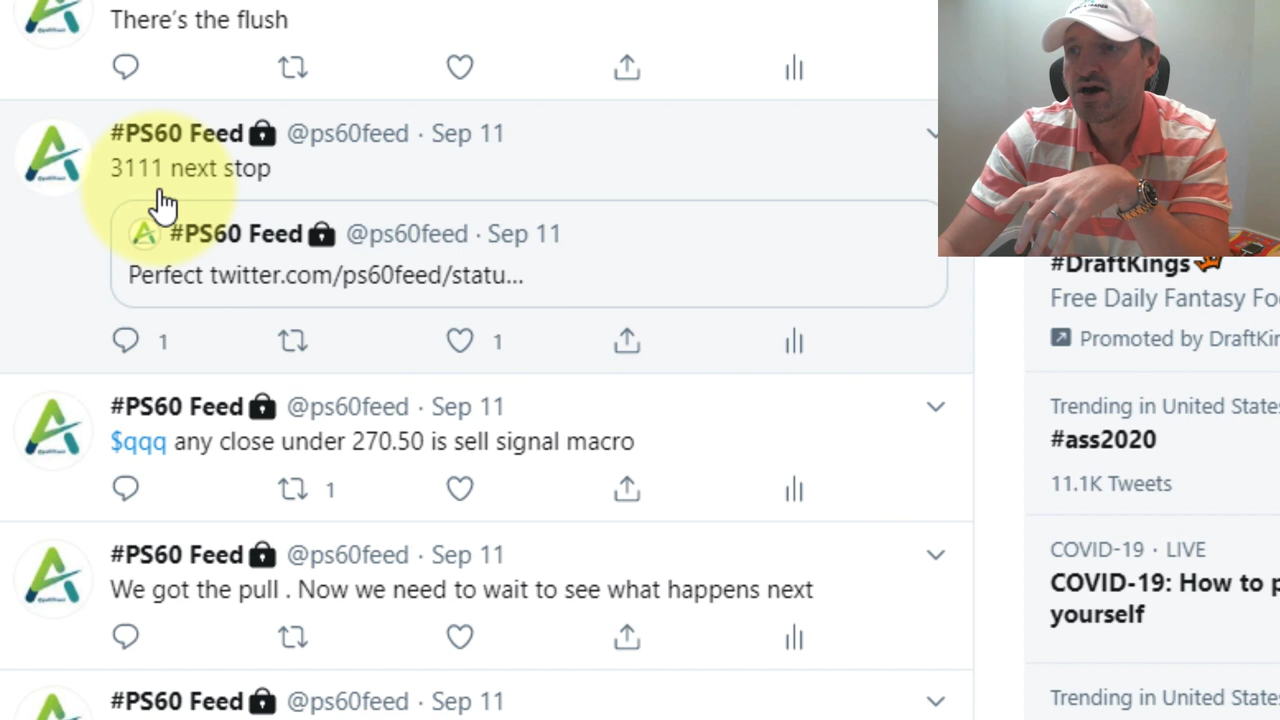 There's the flush
#PS60 Feed @ps60feed · Sep 11
3111 next stop
#PS60 Feed @ps60feed · Sep 11
Perfect twitter.com/ps60feed/statu...
1
1
#PS60 Feed @ps60feed · Sep 11
$qqq any close under 270.50 is sell signal macro
1
#PS60 Feed @ps60feed · Sep 11
We got the pull . Now we need to wait to see what happens next
#PS60 Feed @ps60feed · Sep 11
#DraftKings
Free Daily Fantasy Fo
Promoted by DraftKin
Trending in United States
#ass2020
11.1K Tweets
COVID-19 · LIVE
COVID-19: How to p
yourself
Trending in United States